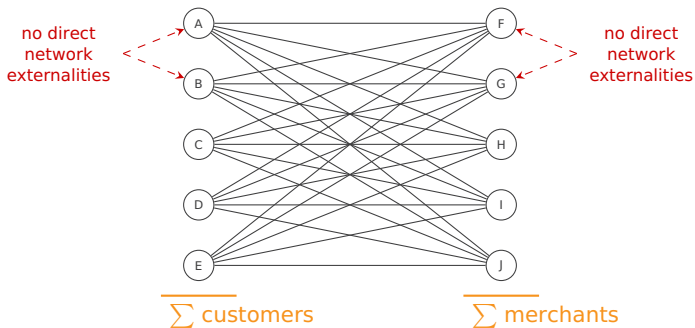 no direct
network
externalities
A
F
no direct
network
externalities
B
G
C
H
D
I
E
J
∑ customers
∑ merchants